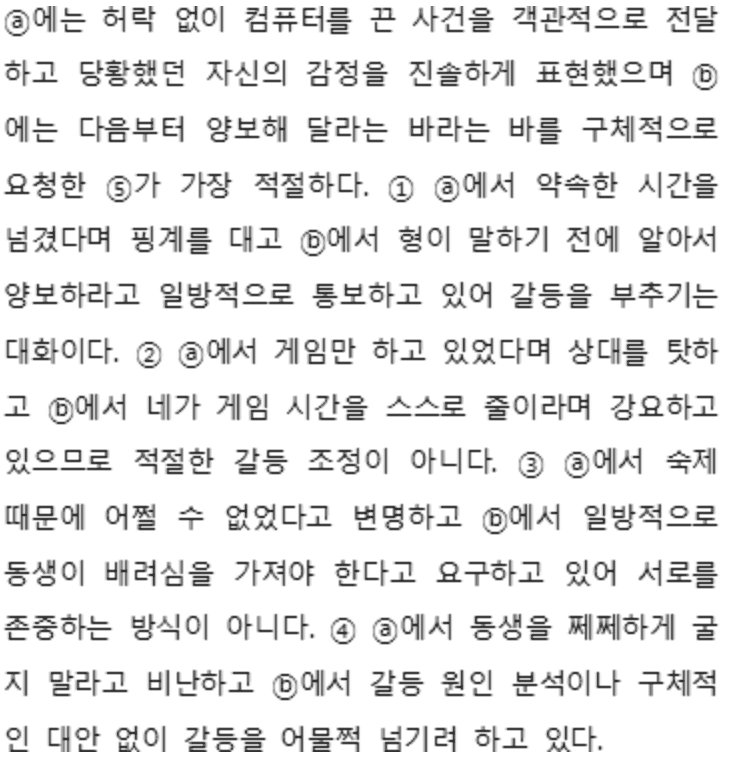 ⓐ에는 허락 없이 컴퓨터를 끈 사건을 객관적으로 전달
하고 당황했던 자신의 감정을 진솔하게 표현했으며 ⓑ
에는 다음부터 양보해 달라는 바라는 바를 구체적으로
요청한 ⑤가 가장 적절하다. ① ⓐ에서 약속한 시간을
넘겼다며 핑계를 대고 ⓑ에서 형이 말하기 전에 알아서
양보하라고 일방적으로 통보하고 있어 갈등을 부추기는
대화이다. ② ⓐ에서 게임만 하고 있었다며 상대를 탓하
고 ⓑ에서 네가 게임 시간을 스스로 줄이라며 강요하고
있으므로 적절한 갈등 조정이 아니다. ③ ⓐ에서 숙제
때문에 어쩔 수 없었다고 변명하고 ⓑ에서 일방적으로
동생이 배려심을 가져야 한다고 요구하고 있어 서로를
존중하는 방식이 아니다. ④ ⓐ에서 동생을 쩨쩨하게 굴
지 말라고 비난하고 ⓑ에서 갈등 원인 분석이나 구체적
인 대안 없이 갈등을 어물쩍 넘기려 하고 있다.